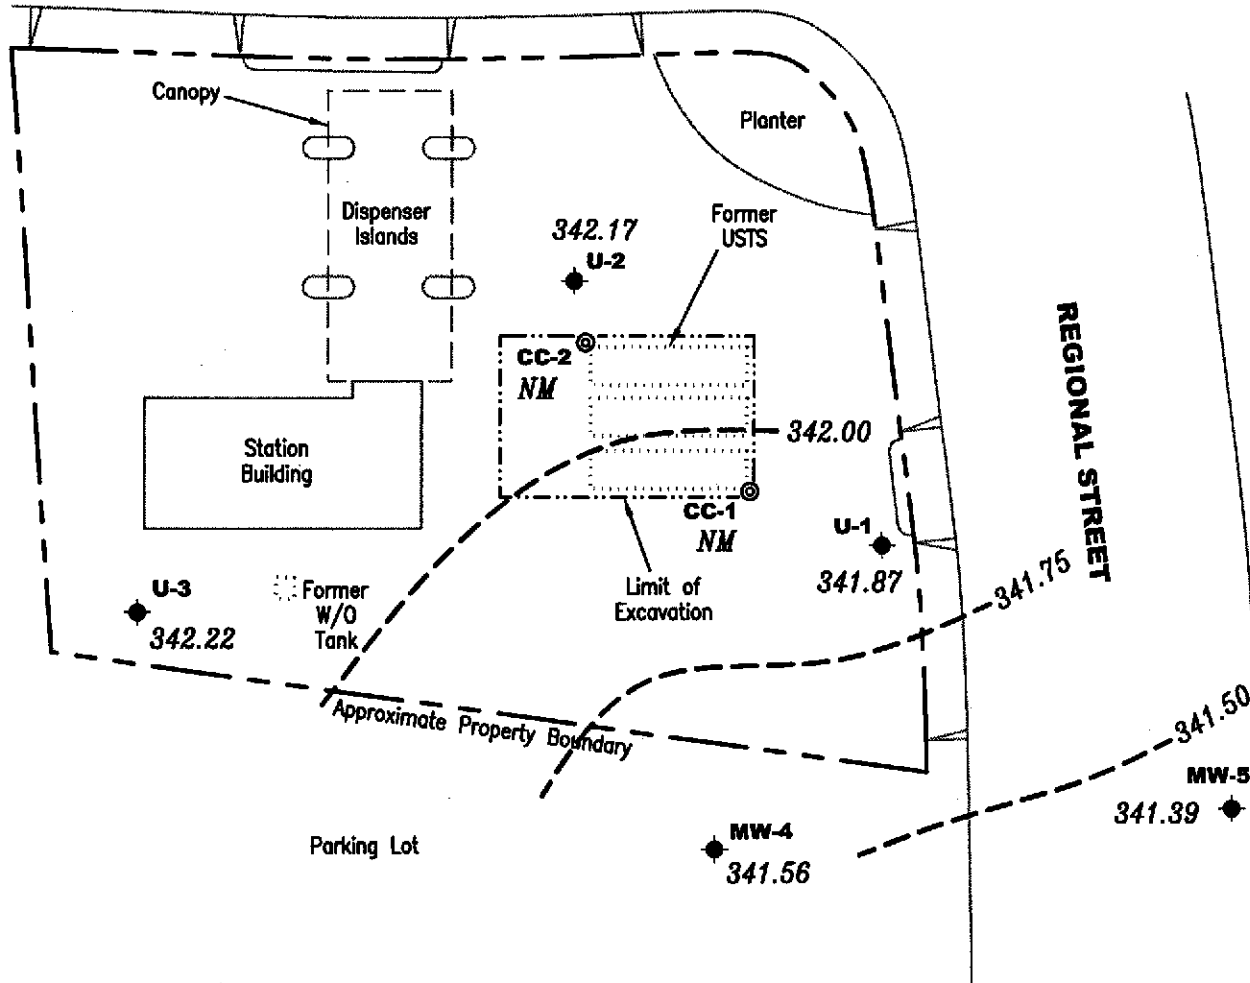 Canopy
Planter
Dispenser
Islands
Former
USTS
342.17
U-2
REGIONAL STREET
CC-2
NM
342.00
Station
Building
CC-1
NM
U-1
341.87
341.75
Limit of
Excavation
U-3
342.22
Former
W/O
Tank
Approximate Property Boundary
341.50
MW-5
341.39
Parking Lot
MW-4
341.56